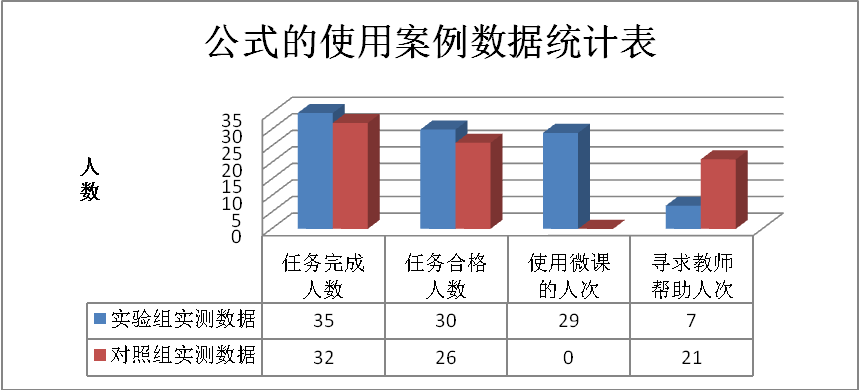 公式的使用案例数据统计表
人数
35
30
25
20
15
10
5
0
任务完成人数 任务合格人数 使用微课的人次 寻求教师帮助人次
实验组实测数据 35 30 29 7
对照组实测数据 32 26 0 21